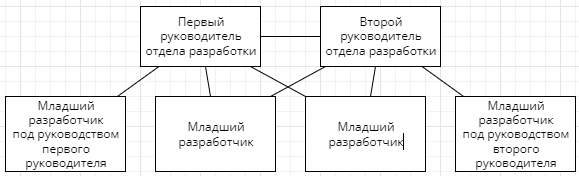 Первый
руководитель
отдела разработки
Второй
руководитель
отдела разработки
Младший
разработчик
под руководством
первого
руководителя
Младший
разработчик
Младший
разработчик
Младший
разработчик
под руководством
второго
руководителя